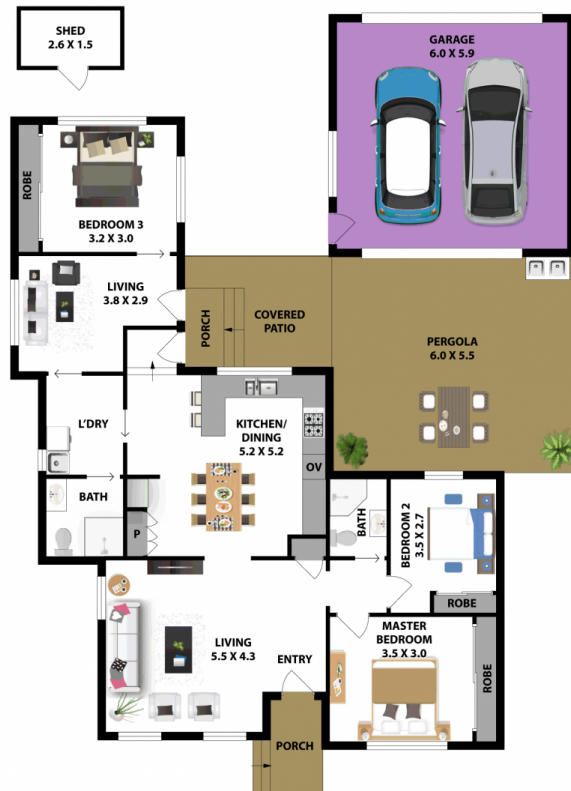 SHED
2.6 X 1.5
GARAGE
6.0 X 5.9
ROBE
BEDROOM 3
3.2 X 3.0
LIVING
3.8 X 2.9
PORCH
COVERED
PATIO
PERGOLA
6.0 X 5.5
L'DRY
KITCHEN/
DINING
5.2 X 5.2
OV
BATH
P
BATH
BEDROOM 2
3.5 X 2.7
ROBE
LIVING
5.5 X 4.3
ENTRY
MASTER
BEDROOM
3.5 X 3.0
ROBE
PORCH